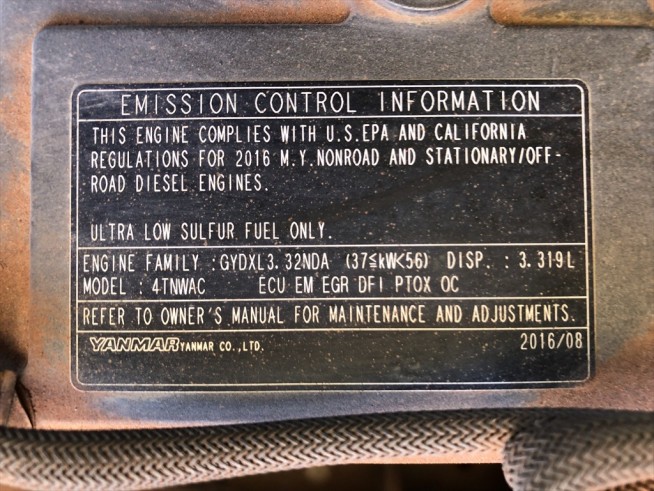 EMISSION CONTROL INFORMATION
THIS ENGINE COMPLIES WITH U.S.EPA AND CALIFORNIA
REGULATIONS FOR 2016 M.Y.NONROAD AND STATIONARY/OFF-
ROAD DIESEL ENGINES.
ULTRA LOW SULFUR FUEL ONLY.
ENGINE FAMILY :GYDXL3.32NDA (37≦kW<56) DISP. : 3.319L
MODEL : 4TNWAC ECU EM EGR DFI PTOX OC
REFER TO OWNER'S MANUAL FOR MAINTENANCE AND ADJUSTMENTS.
YANMAR YANMAR CO.,LTD. 2016/08